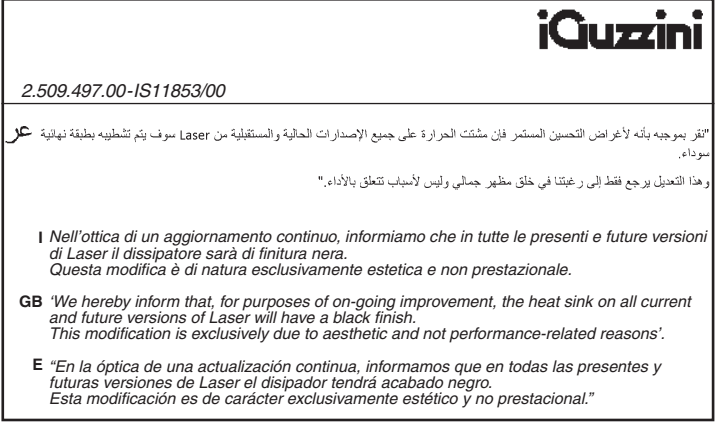 iGuzzini
2.509.497.00-IS11853/00
عر "نقر بموجبه بأنه لأغراض التحسين المستمر فإن مشتت الحرارة على جميع الإصدارات الحالية والمستقبلية من Laser سوف يتم تشطيبه بطبقة نهائية
سوداء.
وهذا التعديل يرجع فقط إلى رغبتنا في خلق مظهر جمالي وليس لأسباب تتعلق بالأداء."
I Nell'ottica di un aggiornamento continuo, informiamo che in tutte le presenti e future versioni
di Laser il dissipatore sarà di finitura nera.
Questa modifica è di natura esclusivamente estetica e non prestazionale.
GB ‘We hereby inform that, for purposes of on-going improvement, the heat sink on all current
and future versions of Laser will have a black finish.
This modification is exclusively due to aesthetic and not performance-related reasons’.
E “En la óptica de una actualización continua, informamos que en todas las presentes y
futuras versiones de Laser el disipador tendrá acabado negro.
Esta modificación es de carácter exclusivamente estético y no prestacional.”